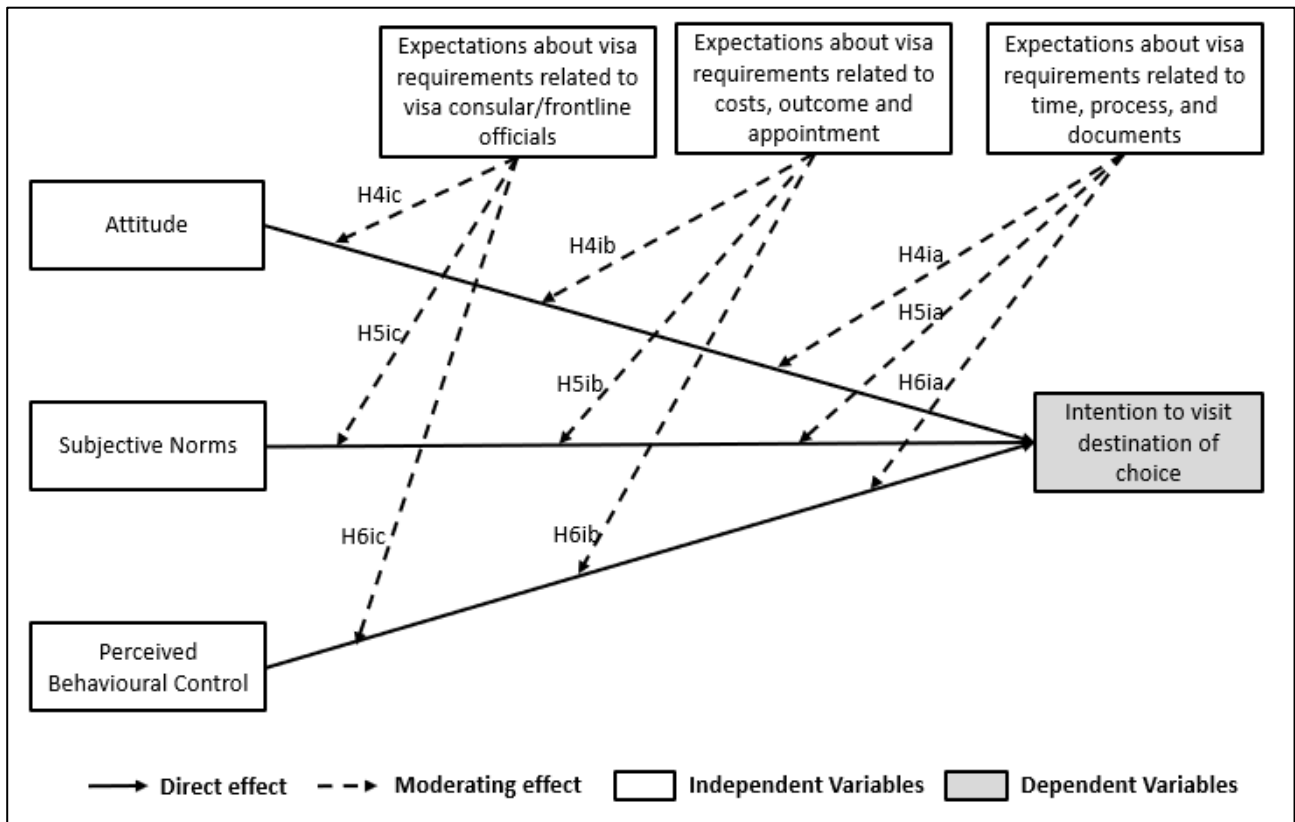 Expectations about visa
requirements related to
visa consular/frontline
officials
Expectations about visa
requirements related to
costs, outcome and
appointment
Expectations about visa
requirements related to
time, process, and
documents
Attitude
H4ic
H4ib
H4ia
H5ic
H5ib
H5ia
H6ia
Subjective Norms
Intention to visit
destination of
choice
H6ic
H6ib
Perceived
Behavioural Control
Direct effect
Moderating effect
Independent Variables
Dependent Variables